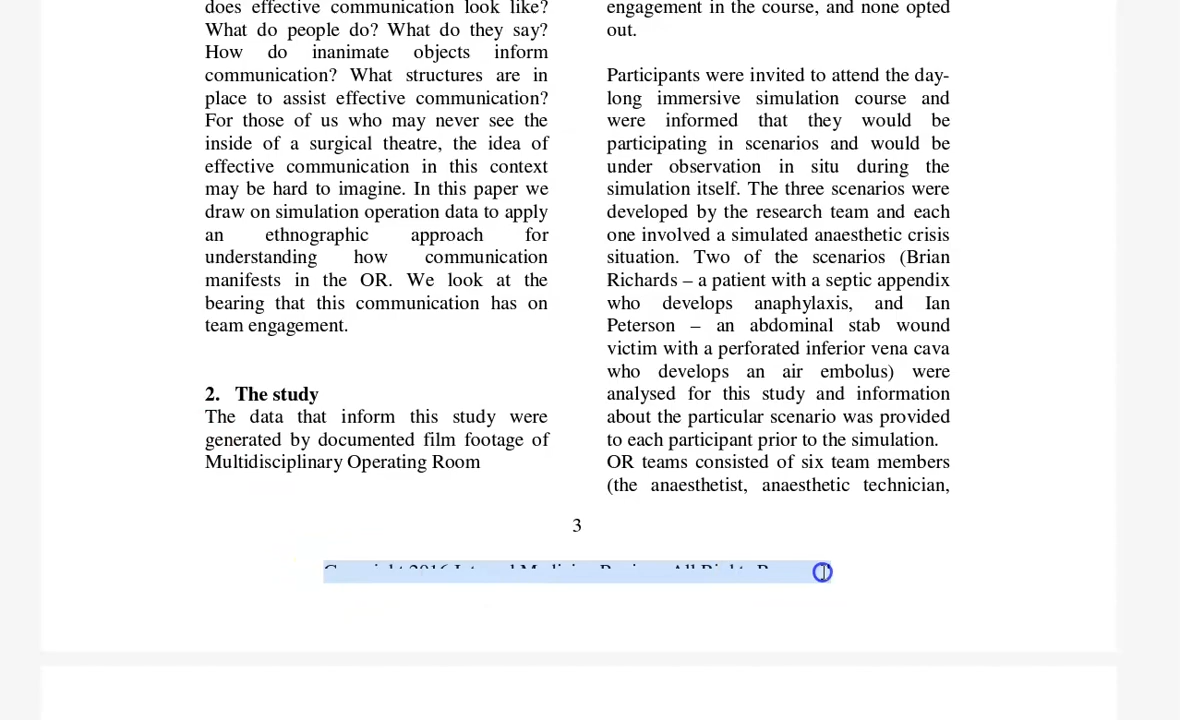 does effective communication look like?
What do people do? What do they say?
How do inanimate objects inform
communication? What structures are in
place to assist effective communication?
For those of us who may never see the
inside of a surgical theatre, the idea of
effective communication in this context
may be hard to imagine. In this paper we
draw on simulation operation data to apply
an ethnographic approach for
understanding how communication
manifests in the OR. We look at the
bearing that this communication has on
team engagement.
2. The study
The data that inform this study were
generated by documented film footage of
Multidisciplinary Operating Room
engagement in the course, and none opted
out.
Participants were invited to attend the day-
long immersive simulation course and
were informed that they would be
participating in scenarios and would be
under observation in situ during the
simulation itself. The three scenarios were
developed by the research team and each
one involved a simulated anaesthetic crisis
situation. Two of the scenarios (Brian
Richards – a patient with a septic appendix
who develops anaphylaxis, and Ian
Peterson – an abdominal stab wound
victim with a perforated inferior vena cava
who develops an air embolus) were
analysed for this study and information
about the particular scenario was provided
to each participant prior to the simulation.
OR teams consisted of six team members
(the anaesthetist, anaesthetic technician,
3